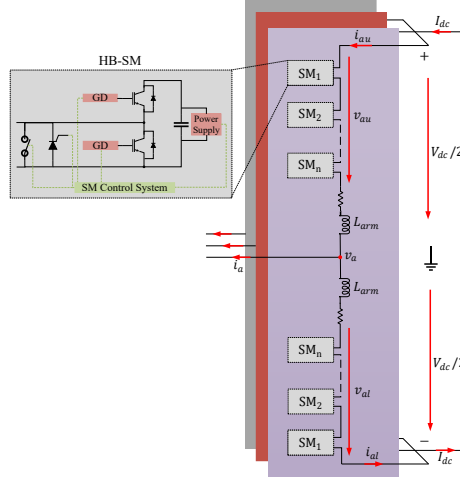 I_dc
i_au
+
HB-SM
SM_1
GD
SM_2
v_au
Power
Supply
GD
V_dc/2
SM_n
SM Control System
L_arm
v_a
i_a
L_arm
SM_n
V_dc/
v_al
SM_2
SM_1
−
i_al
I_dc